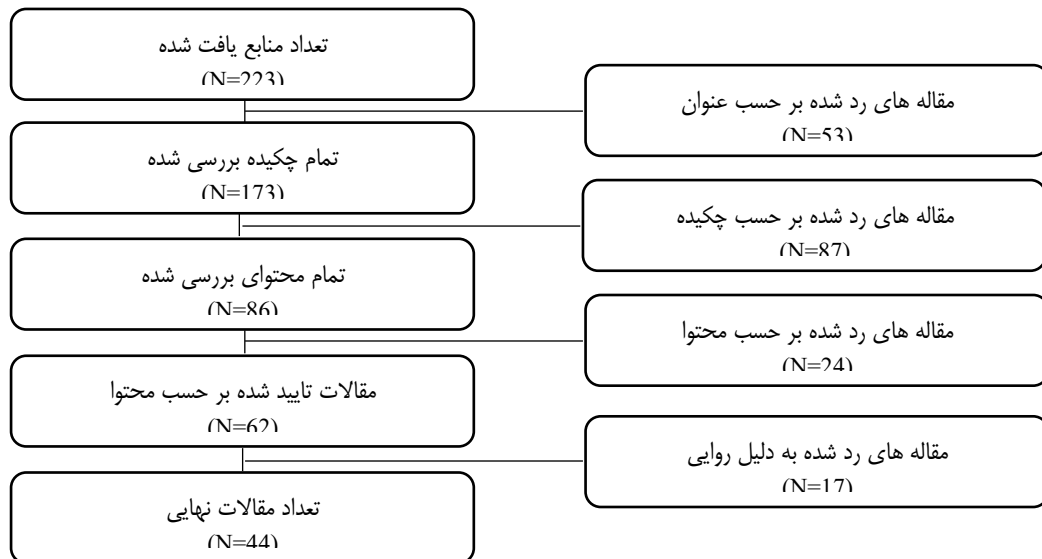 تعداد منابع یافت شده
(N=223)
مقاله های رد شده بر حسب عنوان
(N=53)
تمام چکیده بررسی شده
(N=173)
مقاله های رد شده بر حسب چکیده
(N=87)
تمام محتوای بررسی شده
(N=86)
مقاله های رد شده بر حسب محتوا
(N=24)
مقالات تایید شده بر حسب محتوا
(N=62)
مقاله های رد شده به دلیل روایی
(N=17)
تعداد مقالات نهایی
(N=44)